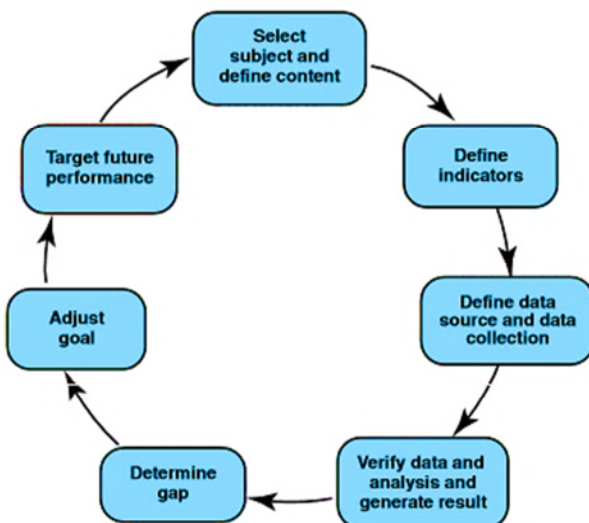 Select
subject and
define content
Define
indicators
Define data
source and data
collection
Verify data and
analysis and
generate result
Determine
gap
Adjust
goal
Target future
performance